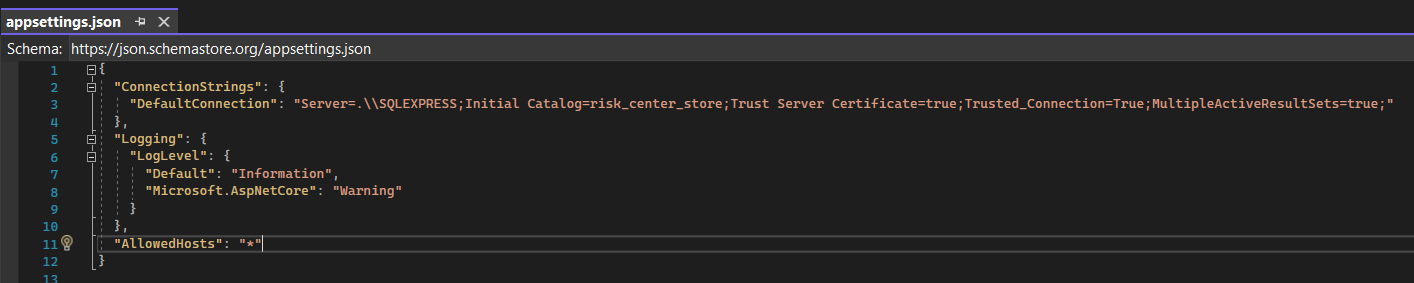 appsettings.json
Schema: https://json.schemastore.org/appsettings.json
1 {
2 "ConnectionStrings": {
3 "DefaultConnection": "Server=.\\SQLEXPRESS;Initial Catalog=risk_center_store;Trust Server Certificate=true;Trusted_Connection=True;MultipleActiveResultSets=true;"
4 },
5 "Logging": {
6 "LogLevel": {
7 "Default": "Information",
8 "Microsoft.AspNetCore": "Warning"
9 }
10 },
11 "AllowedHosts": "*"
12 }
13